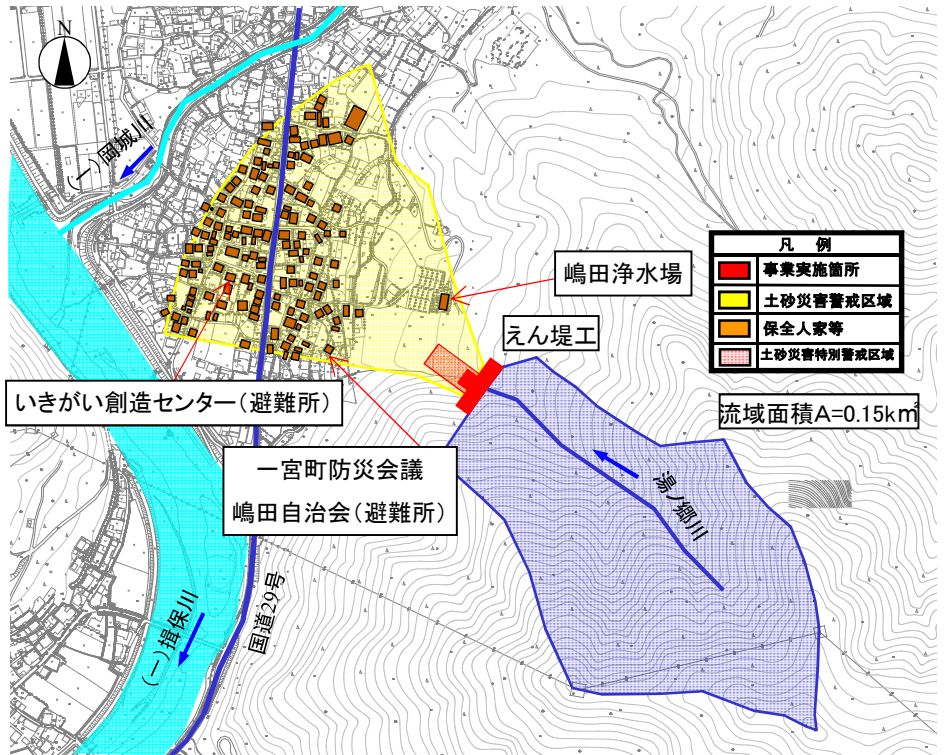 N
(一)岡城川
嶋田浄水場
凡 例
事業実施箇所
土砂災害警戒区域
保全人家等
土砂災害特別警戒区域
えん堤工
いきがい創造センター(避難所)
流域面積A=0.15km²
一宮町防災会議
嶋田自治会(避難所)
湯ノ郷川
国道29号
(一)揖保川